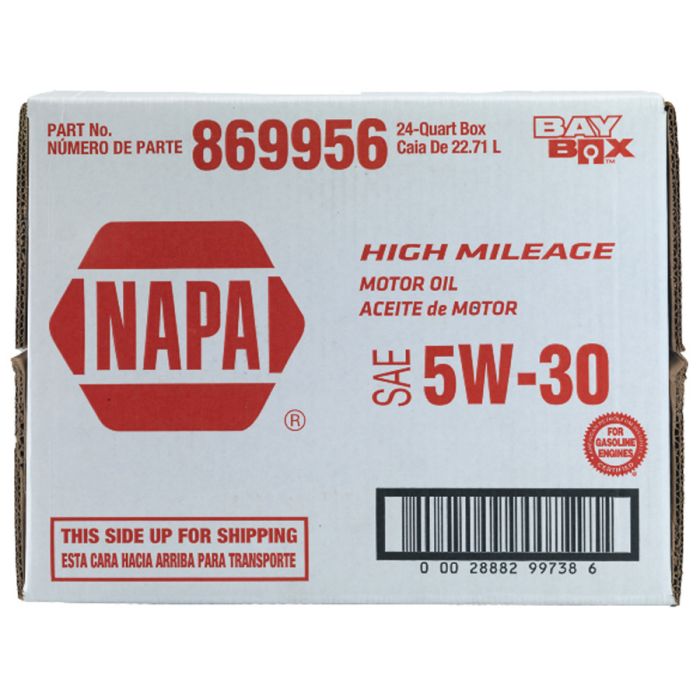 PART No.
NÚMERO DE PARTE
869956
24-Quart Box
Caia De 22.71 L
BAY
BOX™
NAPA
®
HIGH MILEAGE
MOTOR OIL
ACEITE de MOTOR
SAE 5W-30
FOR
GASOLINE
ENGINES
CERTIFIED
THIS SIDE UP FOR SHIPPING
ESTA CARA HACIA ARRIBA PARA TRANSPORTE
0 00 28882 99738 6